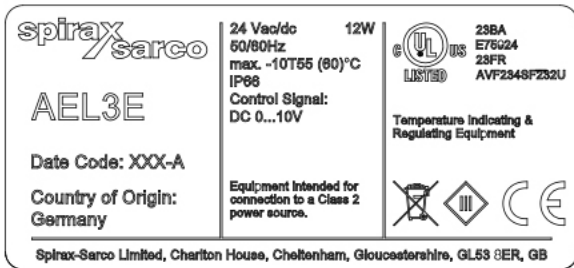 spirax
sarco
AEL3E
Date Code: XXX-A
Country of Origin:
Germany
24 Vac/dc 12W
50/60Hz
max. -10T55 (60)°C
IP66
Control Signal:
DC 0...10V
Equipment intended for
connection to a Class 2
power source.
C UL US
LISTED
23BA
E75024
23FR
AVF234SF232U
Temperature Indicating &
Regulating Equipment
III
CE
Spirax-Sarco Limited, Charlton House, Cheltenham, Gloucestershire, GL53 8ER, GB